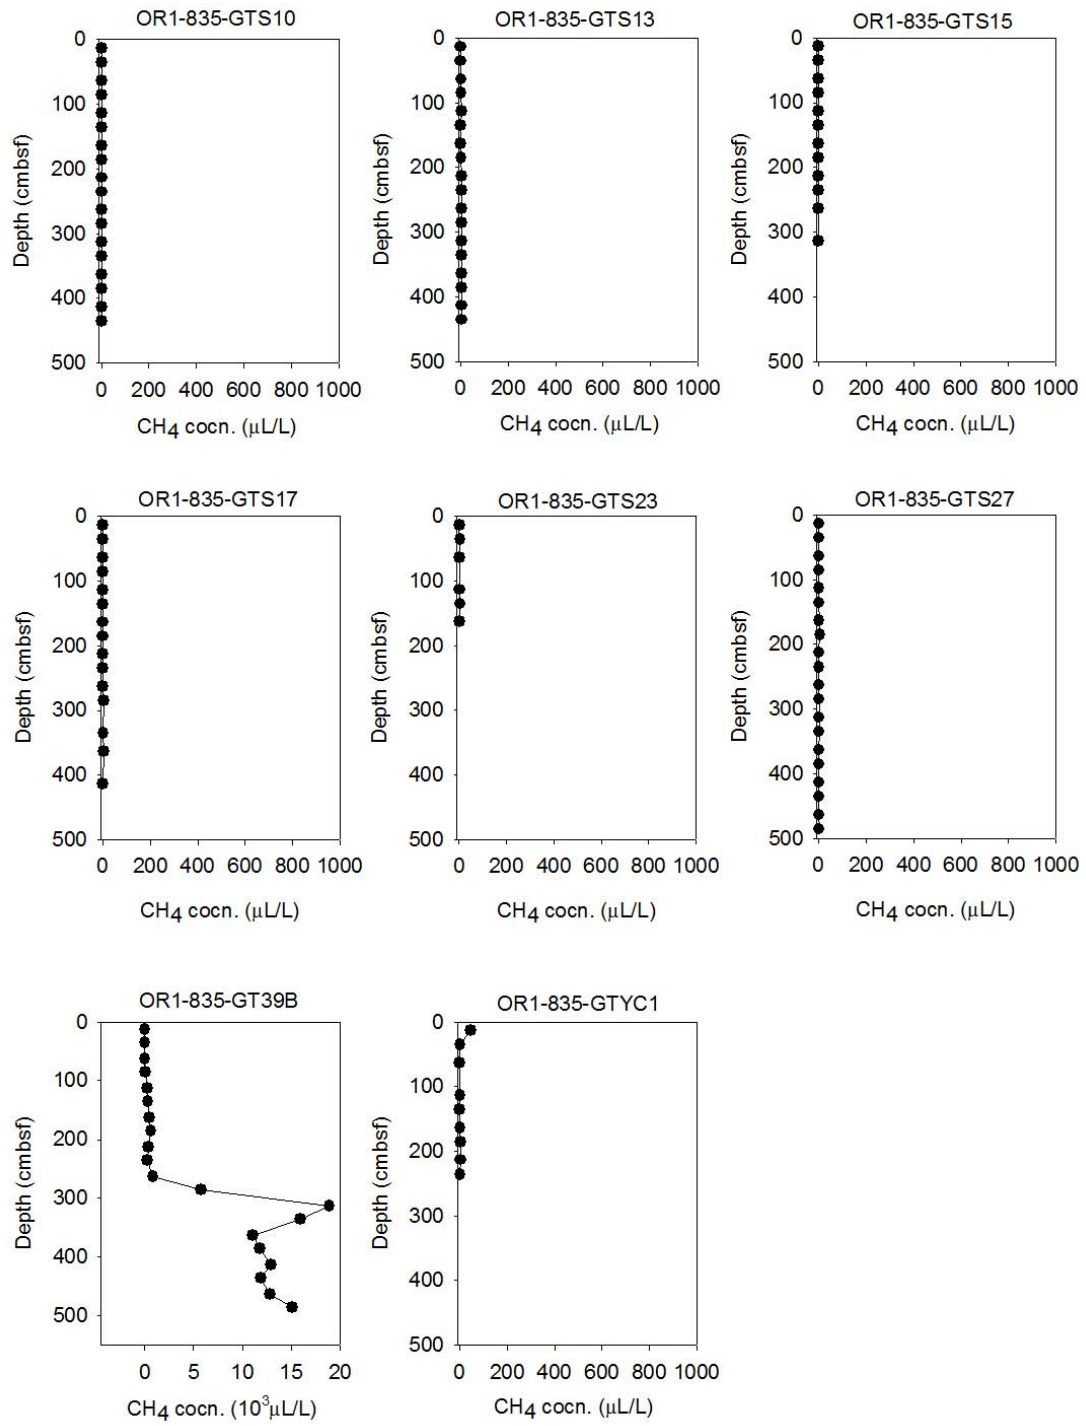 OR1-835-GTS10
0
100
200
300
400
500
Depth (cmbsf)
0 200 400 600 800 1000
CH4 cocn. (μL/L)
OR1-835-GTS13
0
100
200
300
400
500
Depth (cmbsf)
0 200 400 600 800 1000
CH4 cocn. (μL/L)
OR1-835-GTS15
0
100
200
300
400
500
Depth (cmbsf)
0 200 400 600 800 1000
CH4 cocn. (μL/L)
OR1-835-GTS17
0
100
200
300
400
500
Depth (cmbsf)
0 200 400 600 800 1000
CH4 cocn. (μL/L)
OR1-835-GTS23
0
100
200
300
400
500
Depth (cmbsf)
0 200 400 600 800 1000
CH4 cocn. (μL/L)
OR1-835-GTS27
0
100
200
300
400
500
Depth (cmbsf)
0 200 400 600 800 1000
CH4 cocn. (μL/L)
OR1-835-GT39B
0
100
200
300
400
500
Depth (cmbsf)
0 5 10 15 20
CH4 cocn. (10³μL/L)
OR1-835-GTYC1
0
100
200
300
400
500
Depth (cmbsf)
0 200 400 600 800 1000
CH4 cocn. (μL/L)